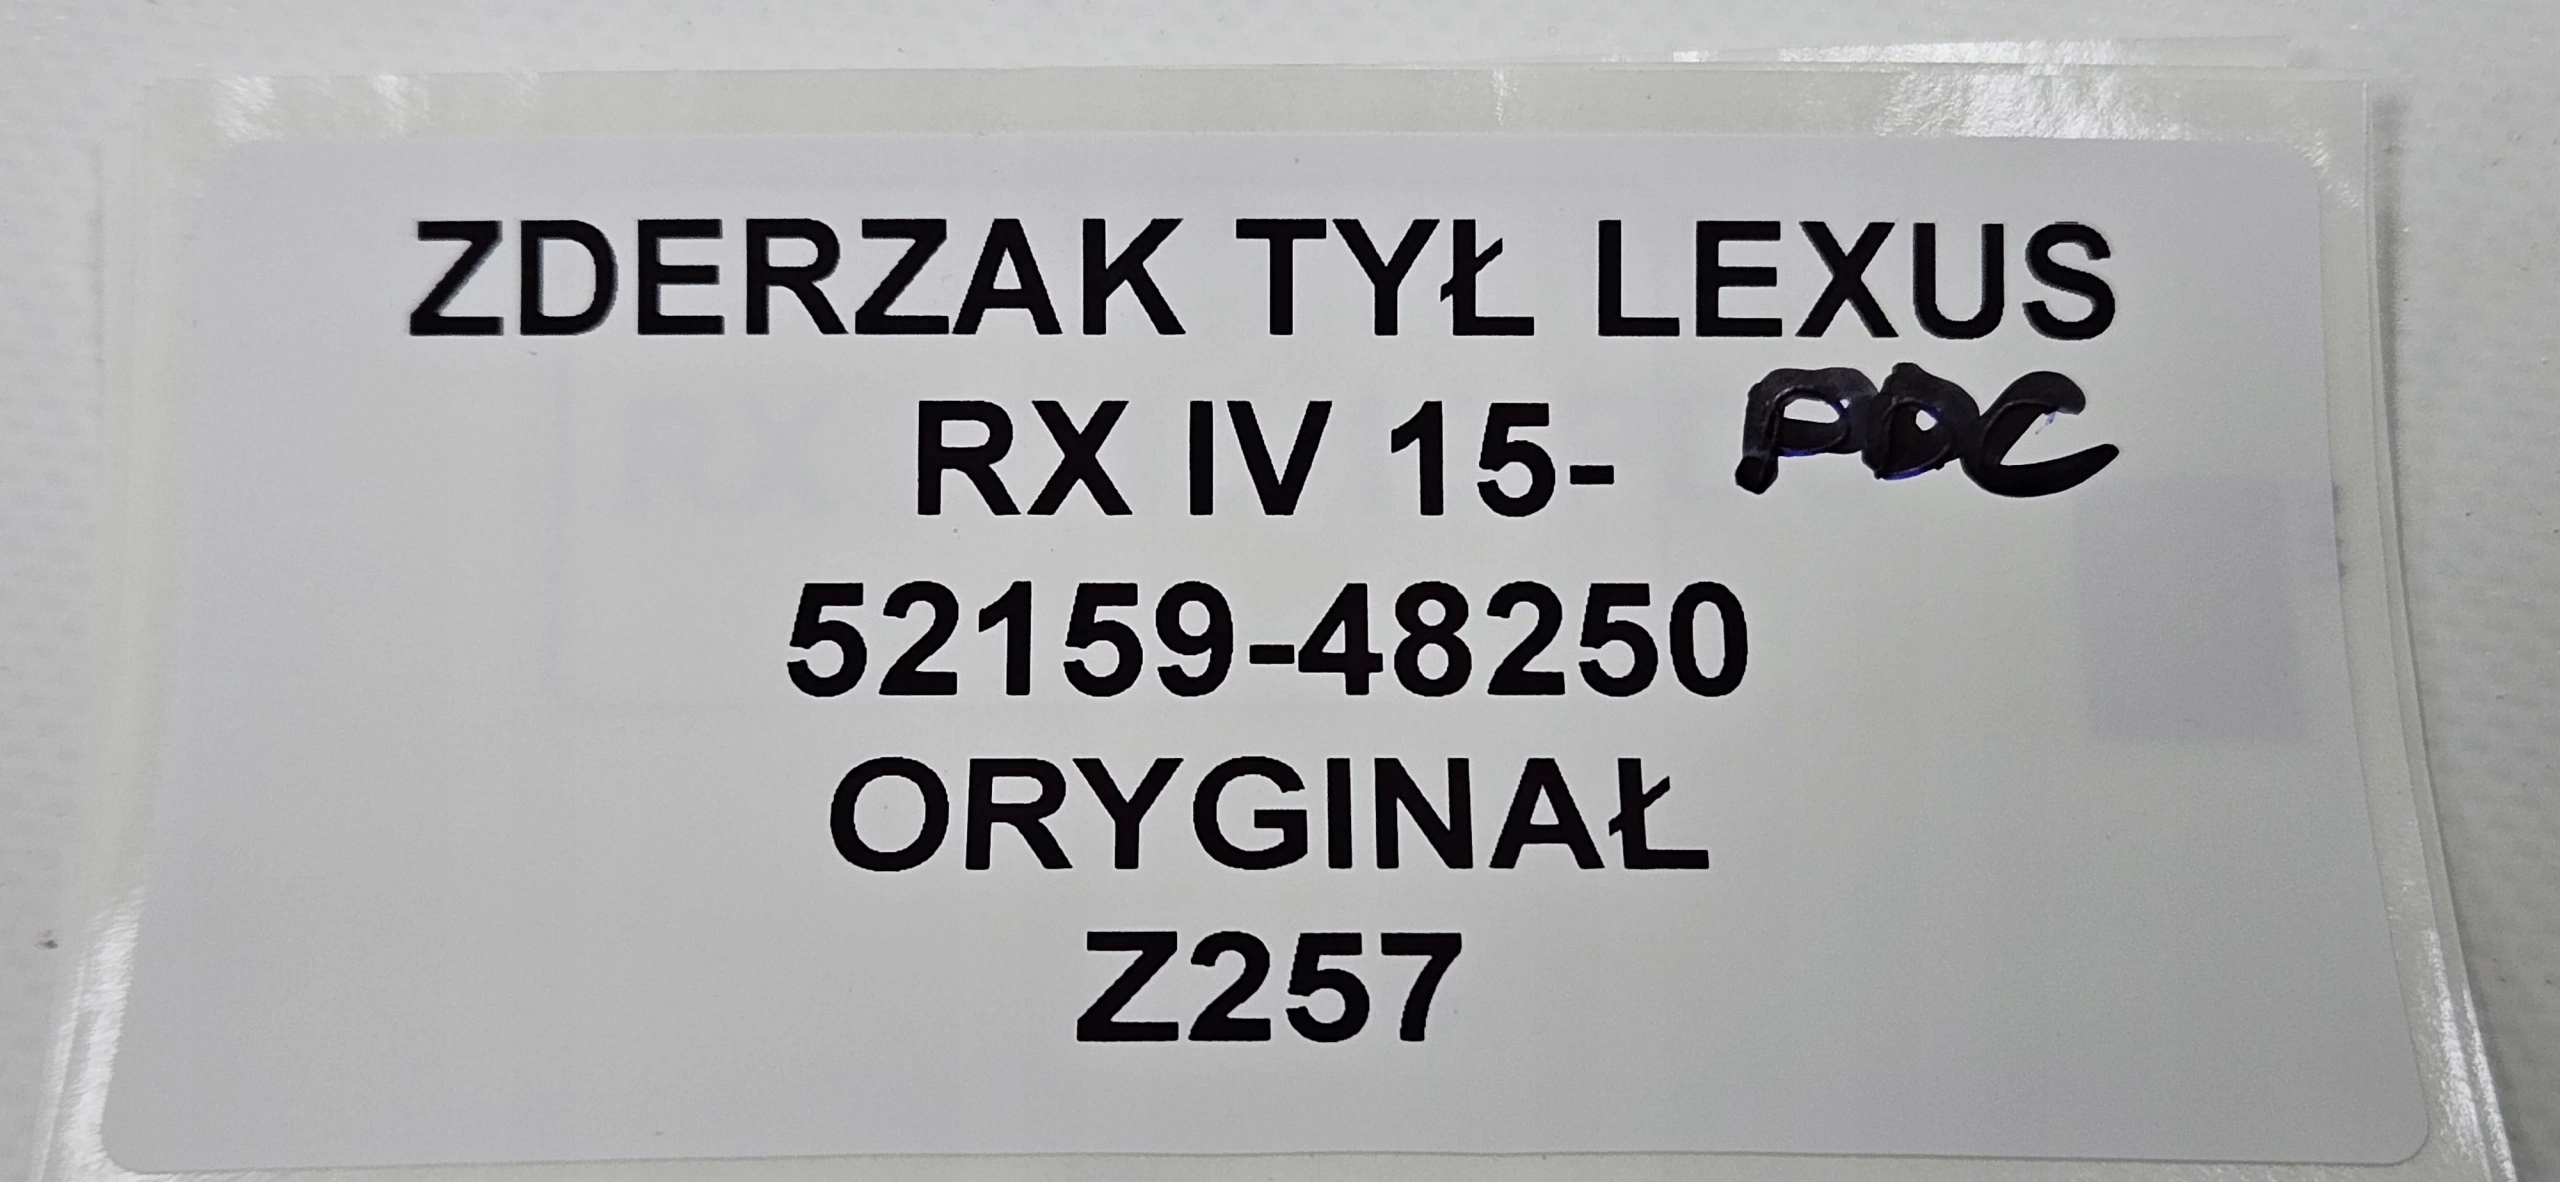 ZDERZAK TYŁ LEXUS
RX IV 15- PDC
52159-48250
ORYGINAŁ
Z257